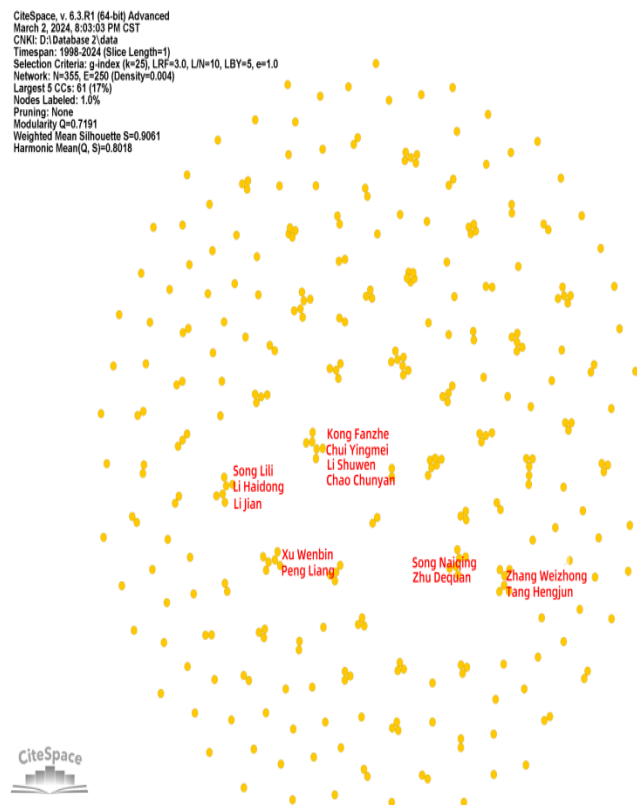 CiteSpace, v. 6.3.R1 (64-bit) Advanced
March 2, 2024, 8:03:03 PM CST
CNKI: D:\Database 2\data
Timespan: 1998-2024 (Slice Length=1)
Selection Criteria: g-index (k=25), LRF=3.0, L/N=10, LBY=5, e=1.0
Network: N=355, E=250 (Density=0.004)
Largest 5 CCs: 61 (17%)
Nodes Labeled: 1.0%
Pruning: None
Modularity Q=0.7191
Weighted Mean Silhouette S=0.9061
Harmonic Mean(Q, S)=0.8018
Kong Fanzhe
Chui Yingmei
Li Shuwen
Chao Chunyan
Song Lili
Li Haidong
Li Jian
Xu Wenbin
Peng Liang
Song Naiqing
Zhu Dequan
Zhang Weizhong
Tang Hengjun
CiteSpace